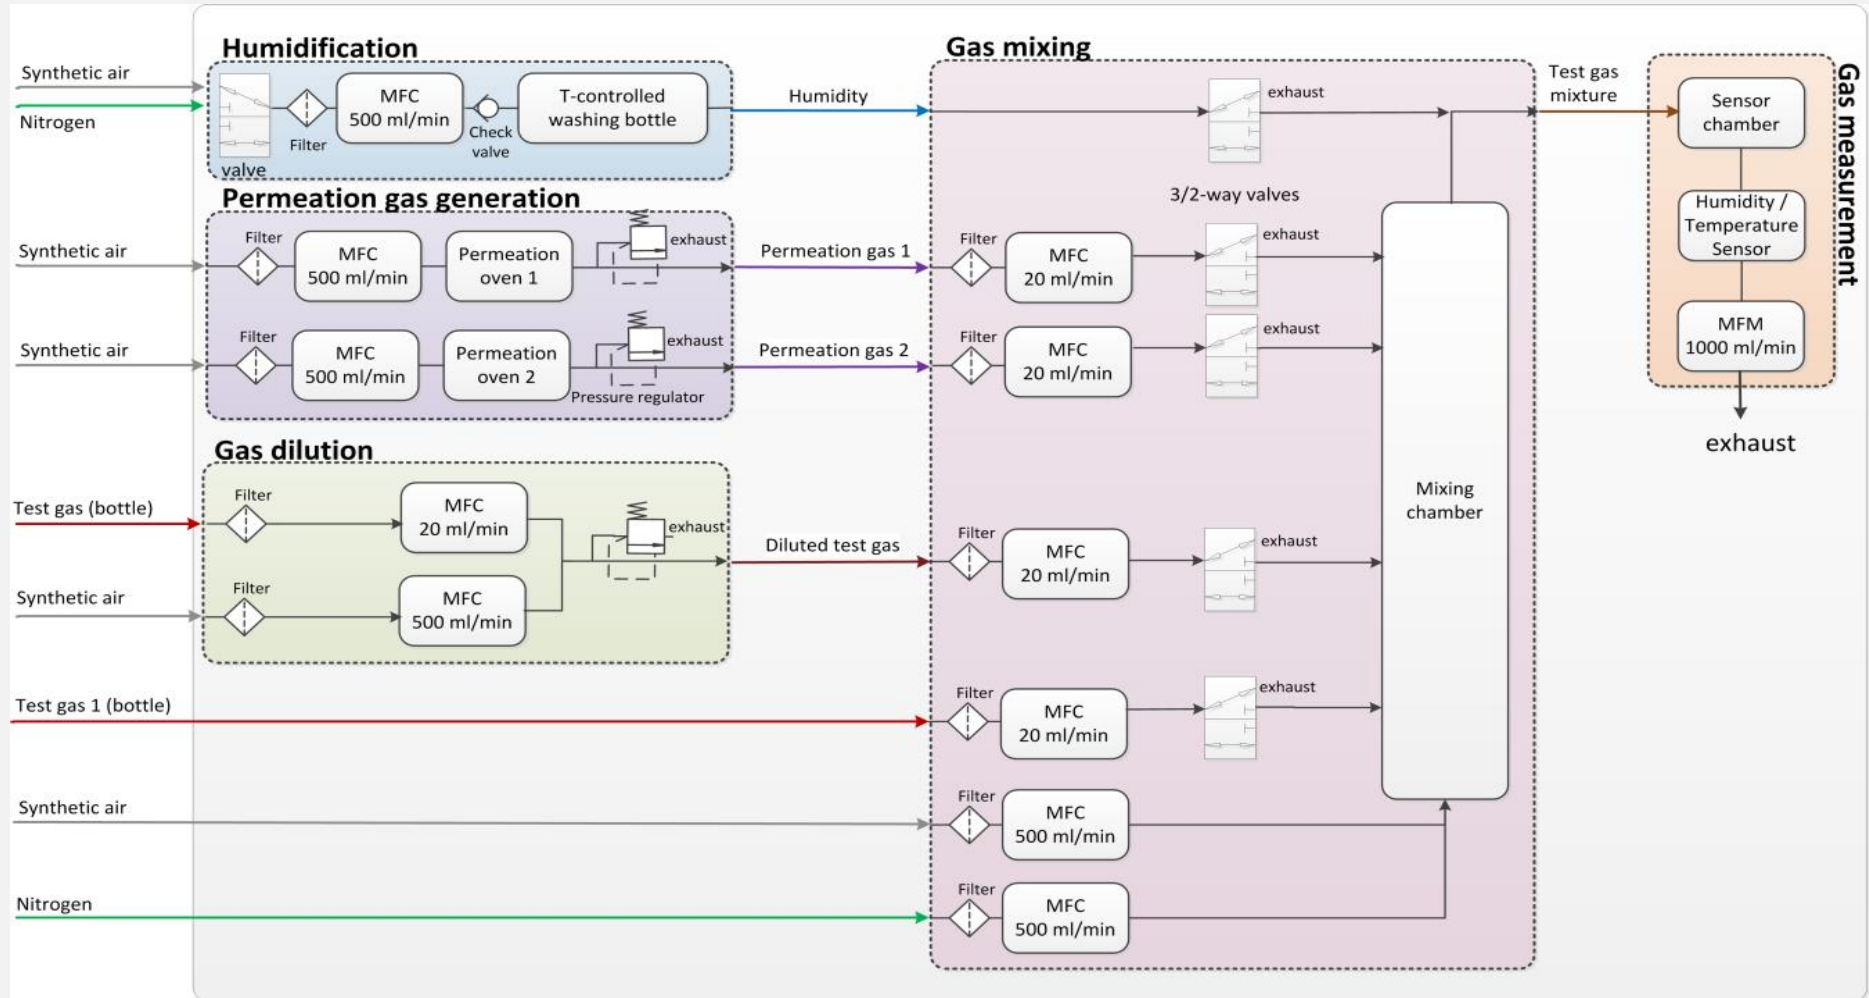 Humidification
Synthetic air
Nitrogen
valve
Filter
MFC
500 ml/min
Check
valve
T-controlled
washing bottle
Humidity
Permeation gas generation
Synthetic air
Filter
MFC
500 ml/min
Permeation
oven 1
exhaust
Permeation gas 1
Synthetic air
Filter
MFC
500 ml/min
Permeation
oven 2
exhaust
Pressure regulator
Permeation gas 2
Gas dilution
Test gas (bottle)
Filter
MFC
20 ml/min
exhaust
Diluted test gas
Synthetic air
Filter
MFC
500 ml/min
Test gas 1 (bottle)
Synthetic air
Nitrogen
Gas mixing
exhaust
3/2-way valves
Filter
MFC
20 ml/min
exhaust
Filter
MFC
20 ml/min
exhaust
Filter
MFC
20 ml/min
exhaust
Filter
MFC
20 ml/min
exhaust
Filter
MFC
500 ml/min
Filter
MFC
500 ml/min
Mixing
chamber
Test gas
mixture
Gas measurement
Sensor
chamber
Humidity /
Temperature
Sensor
MFM
1000 ml/min
exhaust